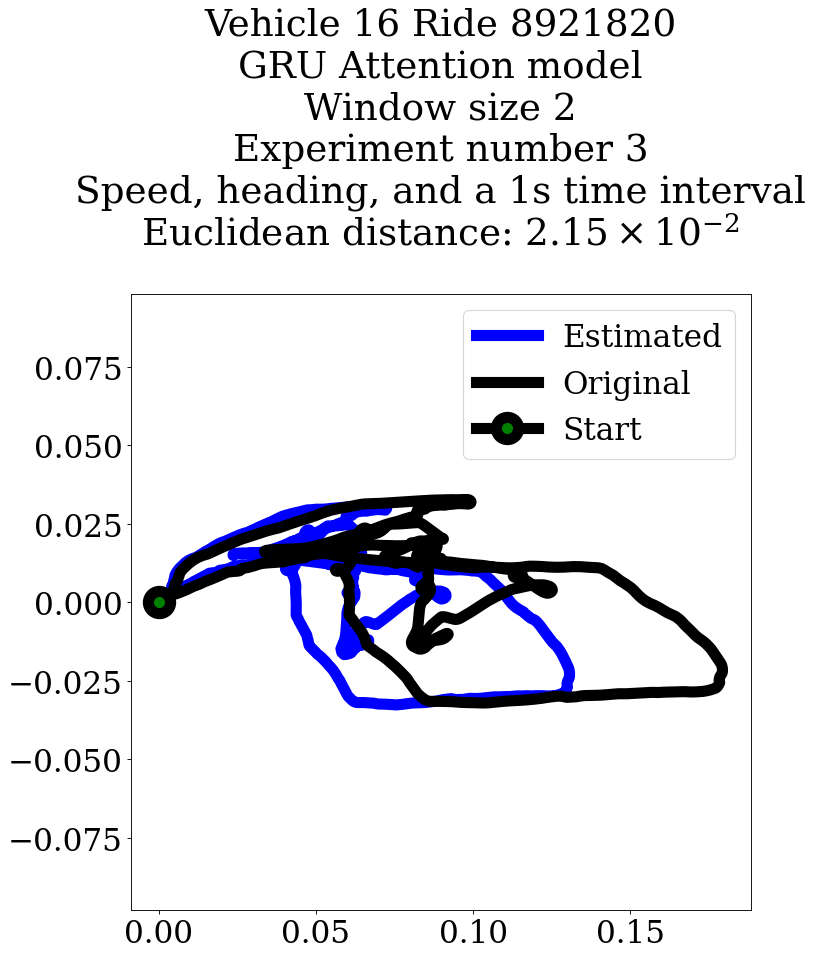 Vehicle 16 Ride 8921820
GRU Attention model
Window size 2
Experiment number 3
Speed, heading, and a 1s time interval
Euclidean distance: 2.15 × 10⁻²
Estimated
Original
Start
0.075
0.050
0.025
0.000
−0.025
−0.050
−0.075
0.00 0.05 0.10 0.15